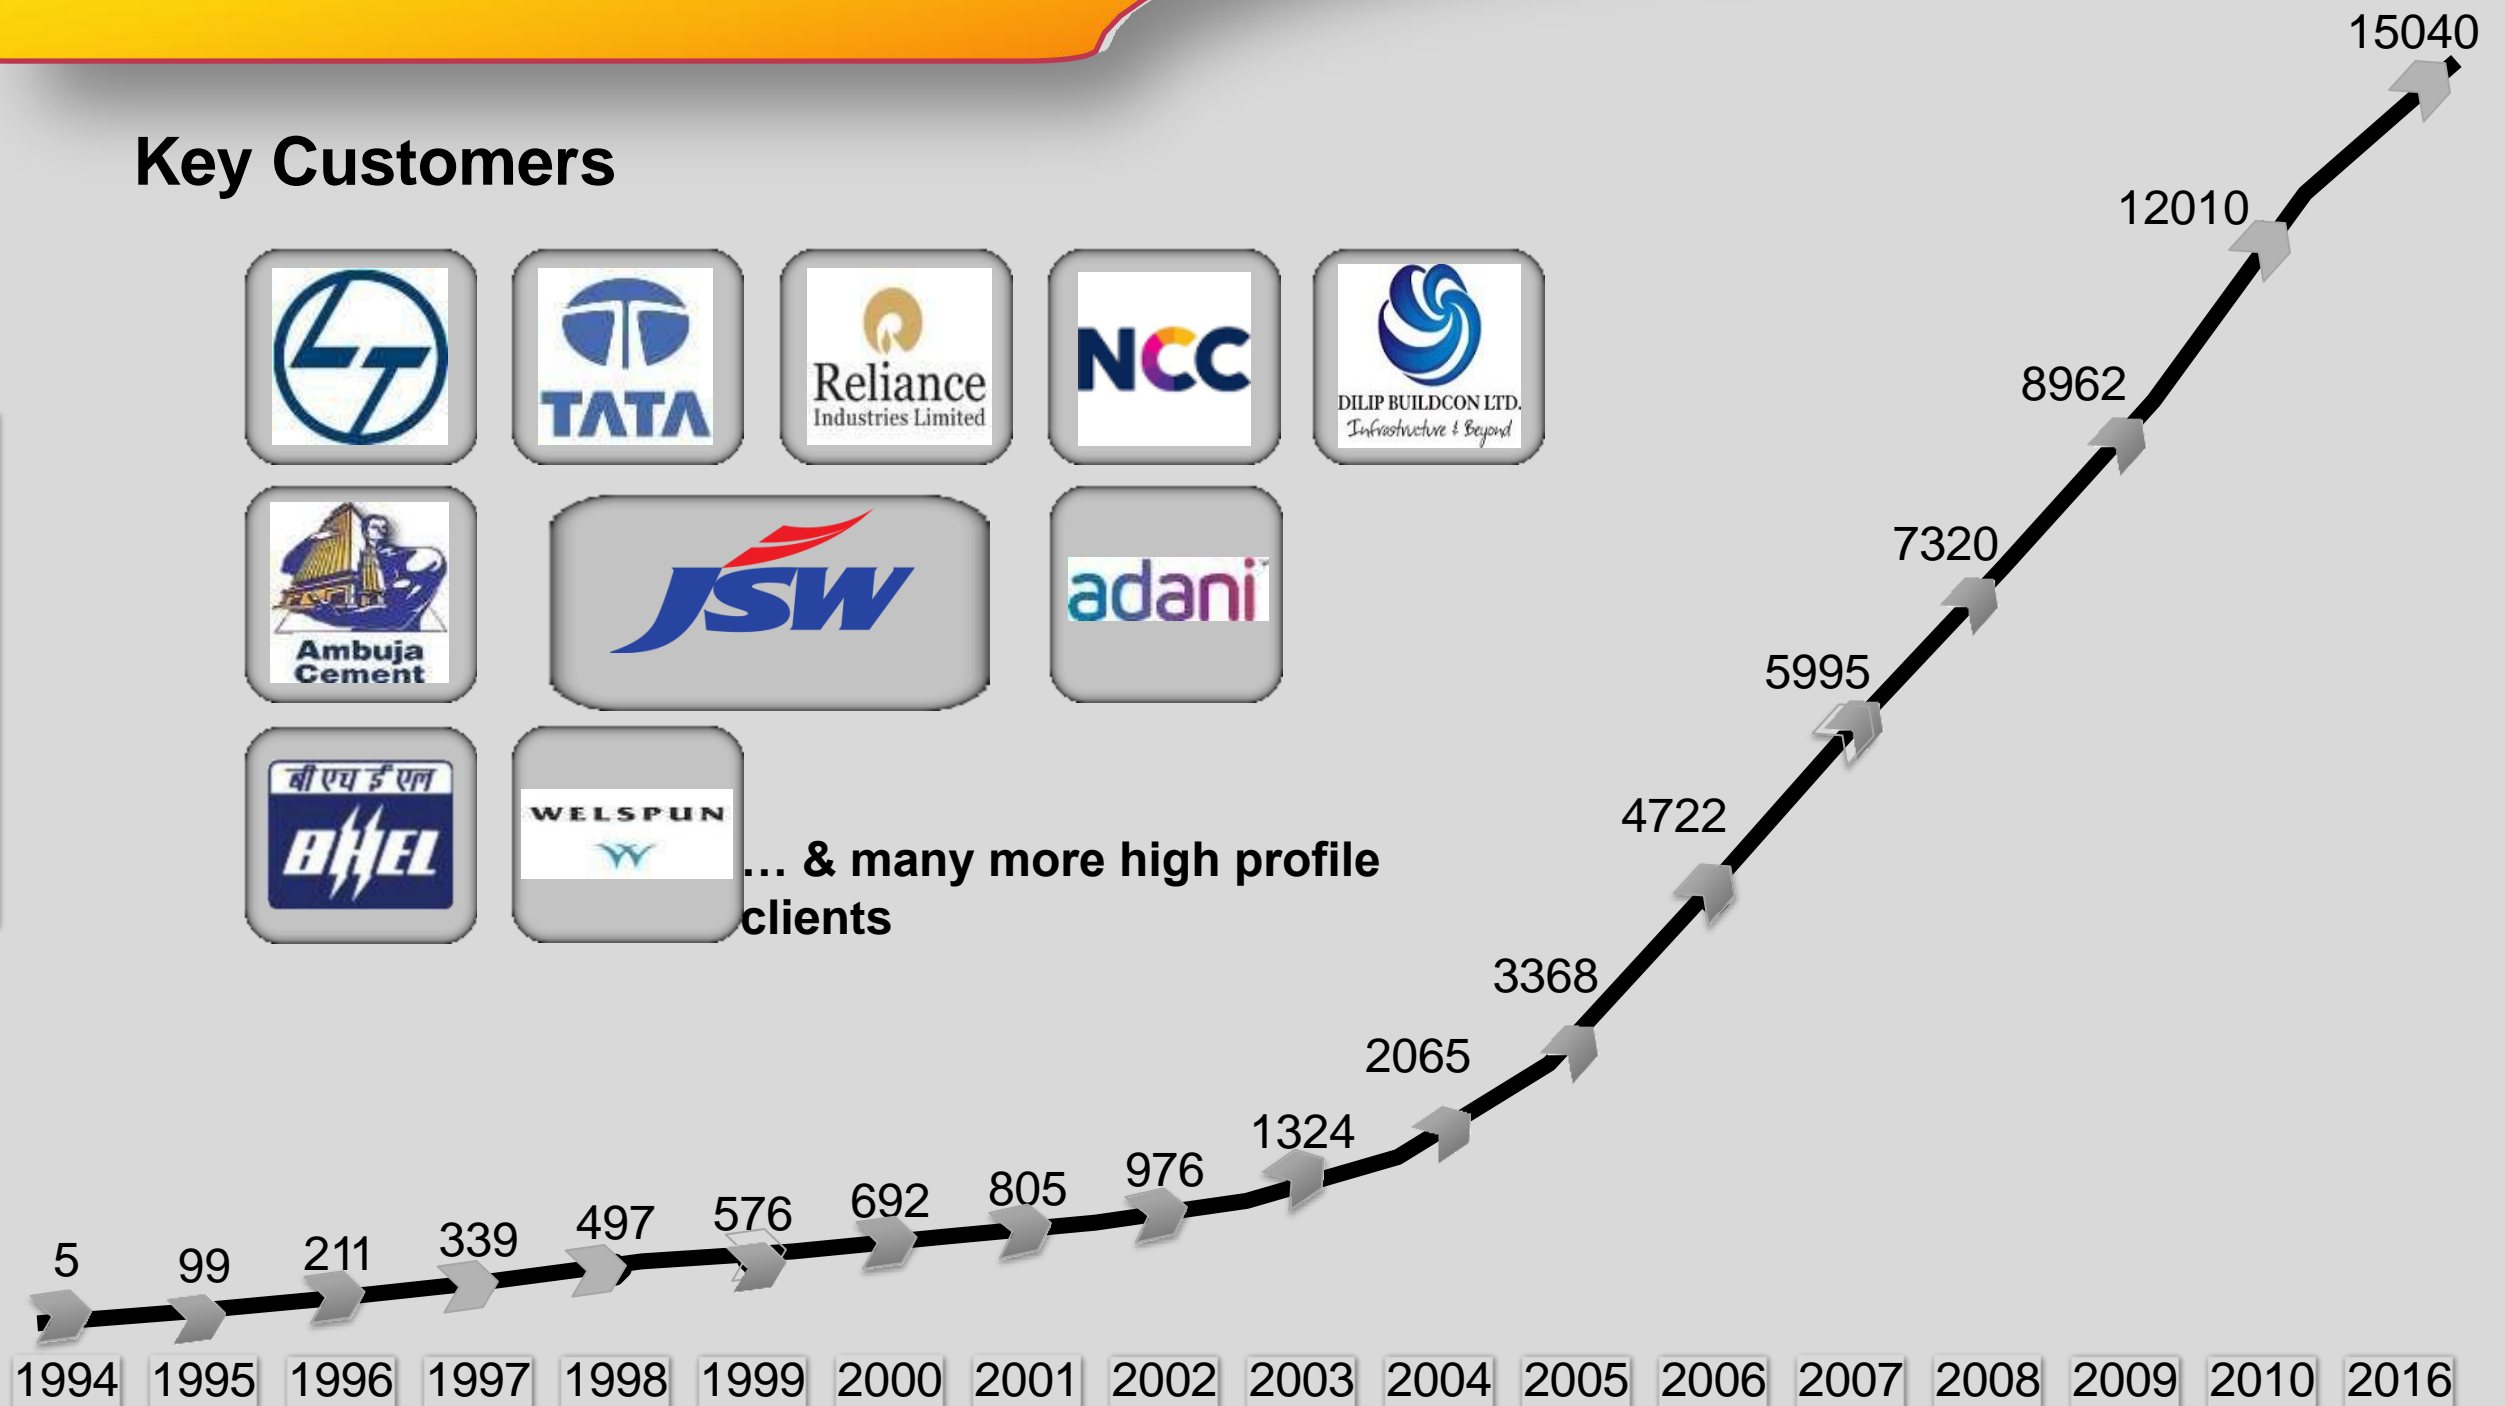 15040
Key Customers
12010
LT
TATA
Reliance
Industries Limited
NCC
DILIP BUILDCON LTD.
Infrastructure & Beyond
8962
Ambuja
Cement
JSW
adani
7320
5995
बी एच ई एल
BHEL
WELSPUN
W
… & many more high profile
clients
4722
3368
2065
1324
976
805
692
576
497
339
211
99
5
1994 1995 1996 1997 1998 1999 2000 2001 2002 2003 2004 2005 2006 2007 2008 2009 2010 2016